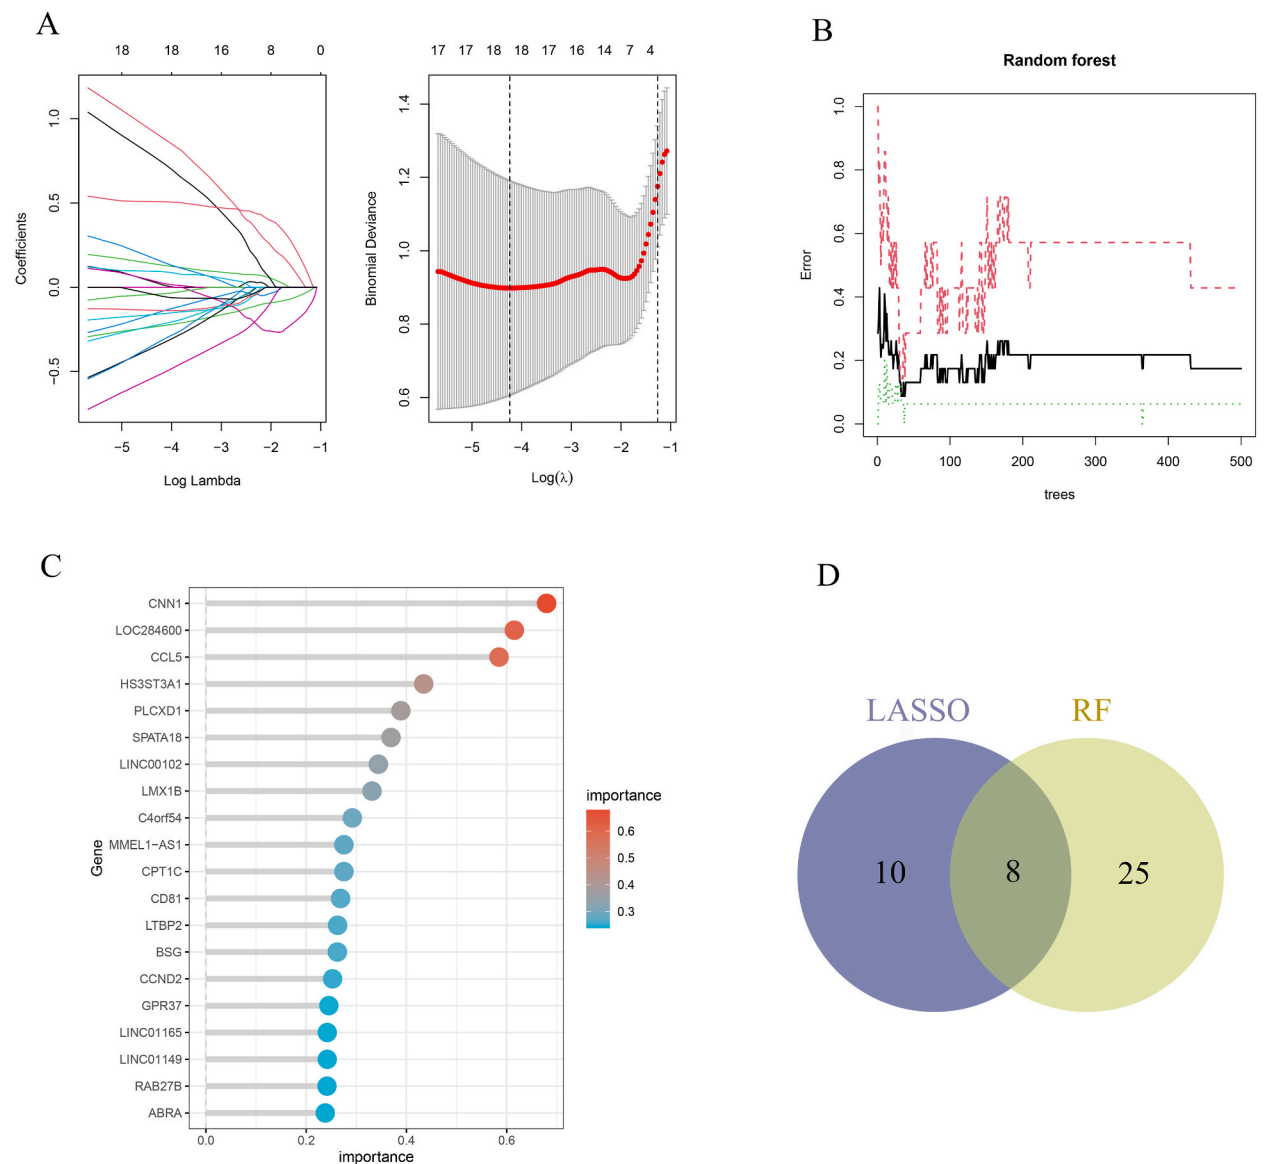 A
18 18 16 8 0
Coefficients
1.0
0.5
0.0
−0.5
−5 −4 −3 −2 −1
Log Lambda
17 17 18 18 17 16 14 7 4
Binomial Deviance
1.4
1.2
1.0
0.8
0.6
−5 −4 −3 −2 −1
Log(λ)
B
Random forest
Error
1.0
0.8
0.6
0.4
0.2
0.0
0 100 200 300 400 500
trees
C
Gene
CNN1
LOC284600
CCL5
HS3ST3A1
PLCXD1
SPATA18
LINC00102
LMX1B
C4orf54
MMEL1−AS1
CPT1C
CD81
LTBP2
BSG
CCND2
GPR37
LINC01165
LINC01149
RAB27B
ABRA
0.0 0.2 0.4 0.6
importance
importance
0.6
0.5
0.4
0.3
D
LASSO RF
10 8 25